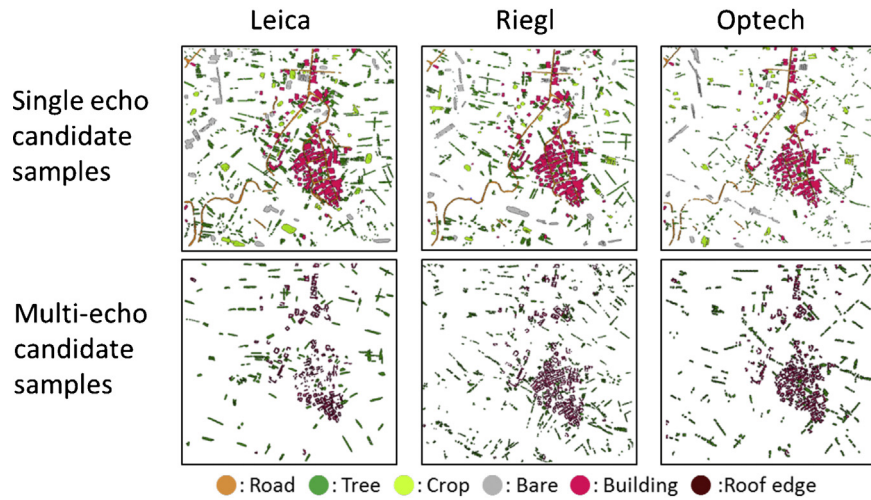 Leica Riegl Optech
Single echo
candidate
samples
Multi-echo
candidate
samples
: Road : Tree : Crop : Bare : Building :Roof edge